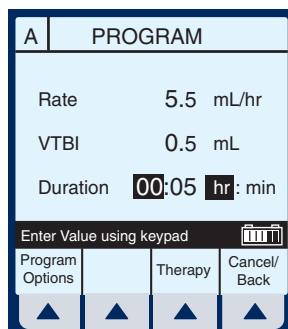 A PROGRAM
Rate 5.5 mL/hr
VTBI 0.5 mL
Duration 00:05 hr : min
Enter Value using keypad
Program Options Therapy Cancel/ Back